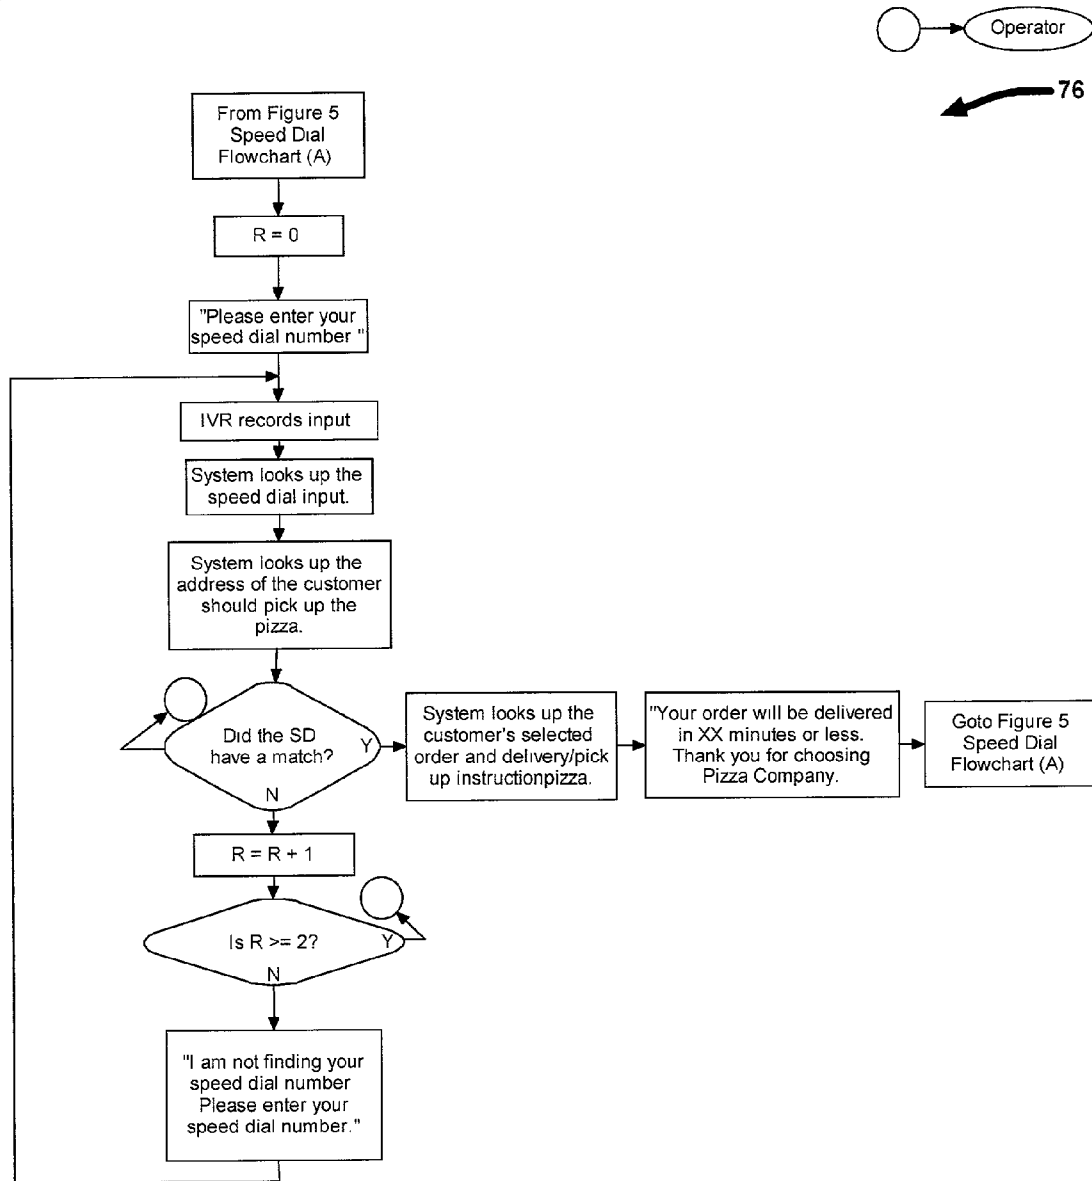 Operator
76
From Figure 5
Speed Dial
Flowchart (A)
R = 0
"Please enter your
speed dial number "
IVR records input
System looks up the
speed dial input.
System looks up the
address of the customer
should pick up the
pizza.
Did the SD
have a match?
Y
N
System looks up the
customer's selected
order and delivery/pick
up instructionpizza.
"Your order will be delivered
in XX minutes or less.
Thank you for choosing
Pizza Company.
Goto Figure 5
Speed Dial
Flowchart (A)
R = R + 1
Is R >= 2?
Y
N
"I am not finding your
speed dial number
Please enter your
speed dial number."